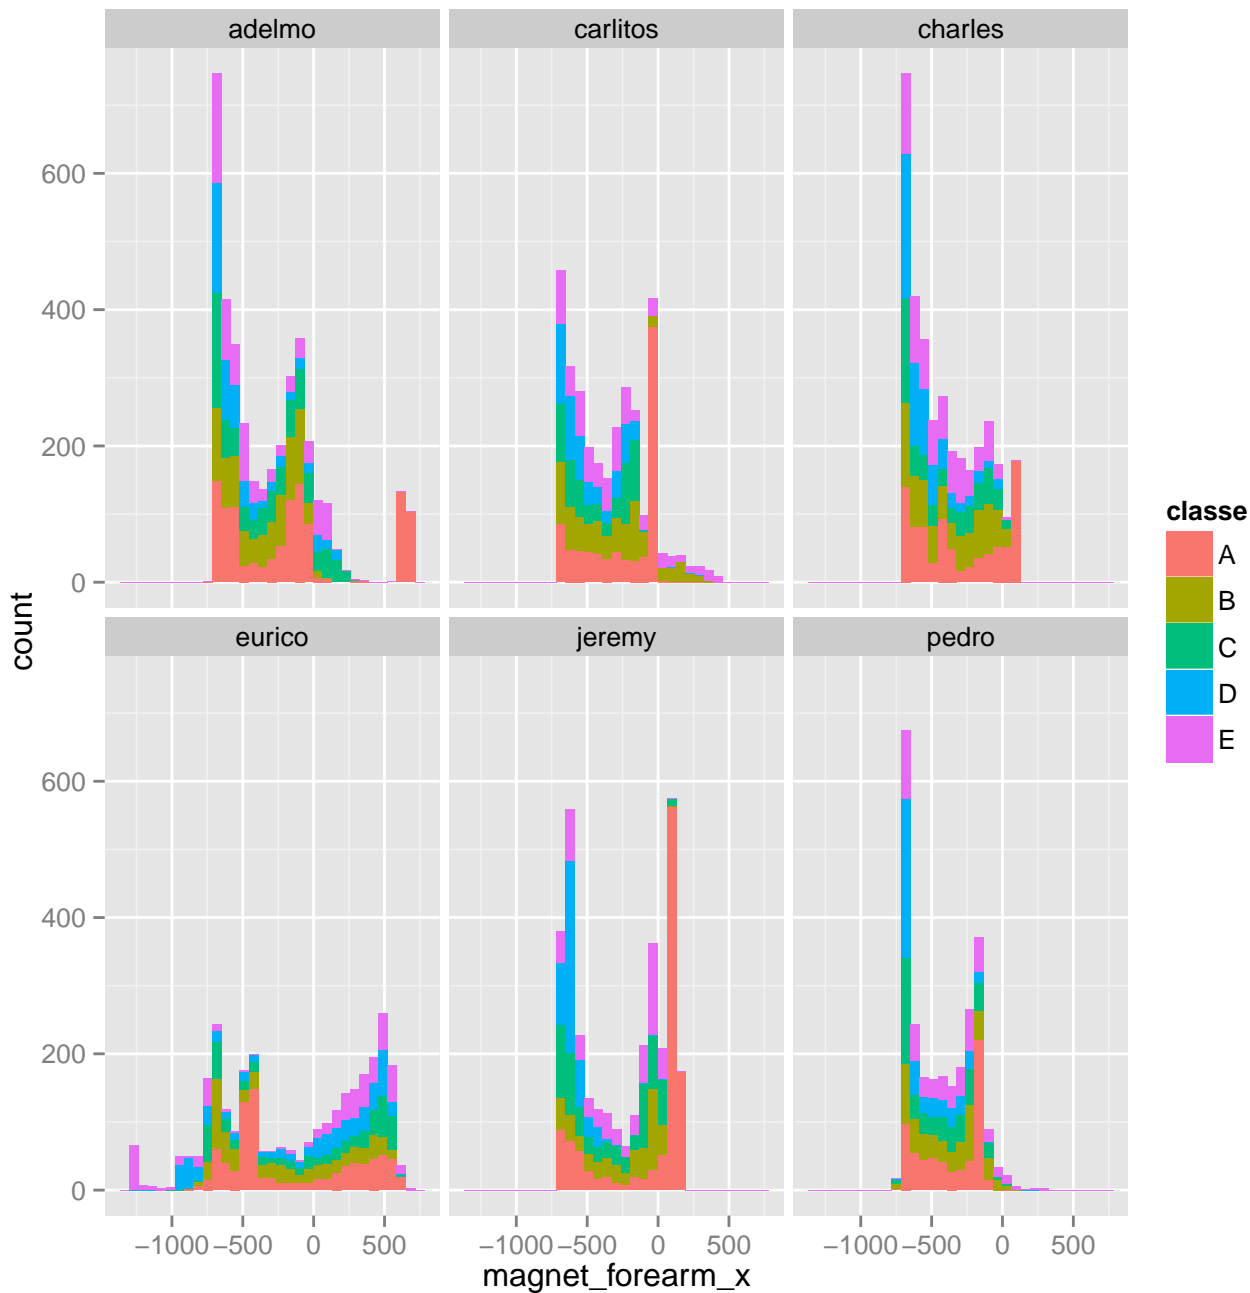 adelmo carlitos charles
600
400
200
0
classe
A
B
C
D
E
count
eurico jeremy pedro
600
400
200
0
−1000 −500 0 500 −1000 −500 0 500 −1000 −500 0 500
magnet_forearm_x